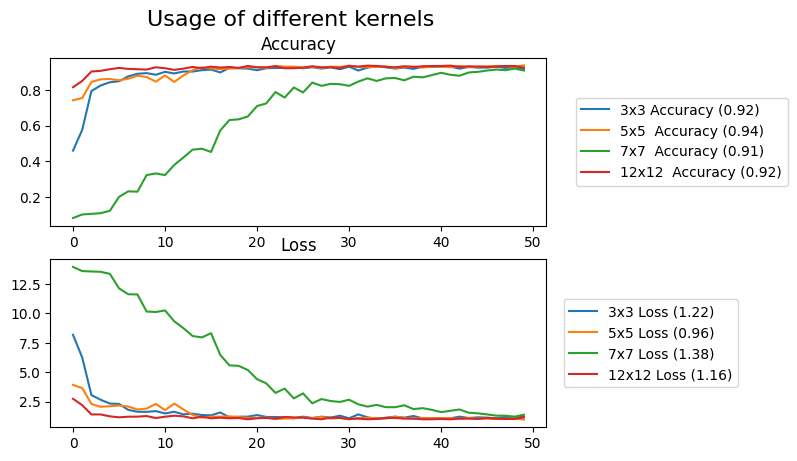 Usage of different kernels
Accuracy
0.8
0.6
0.4
0.2
0 10 20 30 40 50
3x3 Accuracy (0.92)
5x5  Accuracy (0.94)
7x7  Accuracy (0.91)
12x12  Accuracy (0.92)
Loss
12.5
10.0
7.5
5.0
2.5
0 10 20 30 40 50
3x3 Loss (1.22)
5x5 Loss (0.96)
7x7 Loss (1.38)
12x12 Loss (1.16)